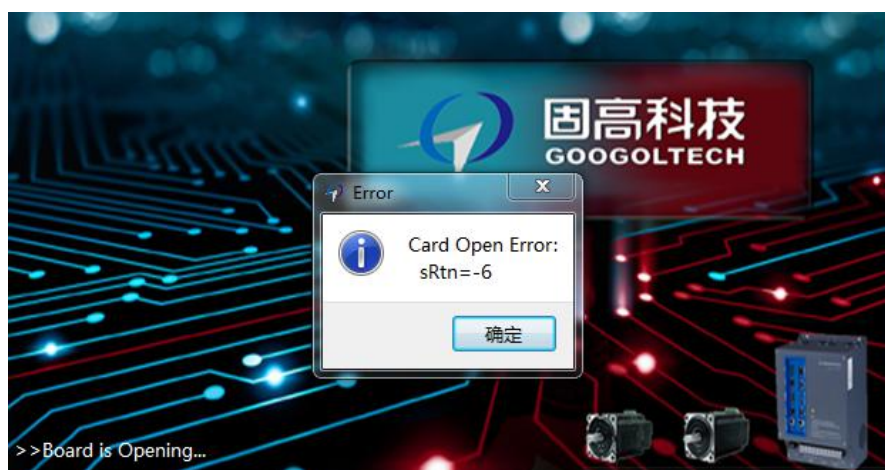 固高科技
GOOGOLTECH
Error
Card Open Error:
sRtn=-6
确定
>>Board is Opening...